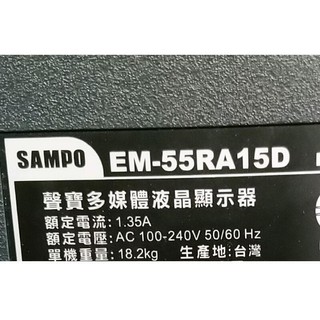 SAMPO EM-55RA15D
聲寶多媒體液晶顯示器
額定電流: 1.35A
額定電壓: AC 100-240V 50/60 Hz
單機重量: 18.2kg 生產地: 台灣